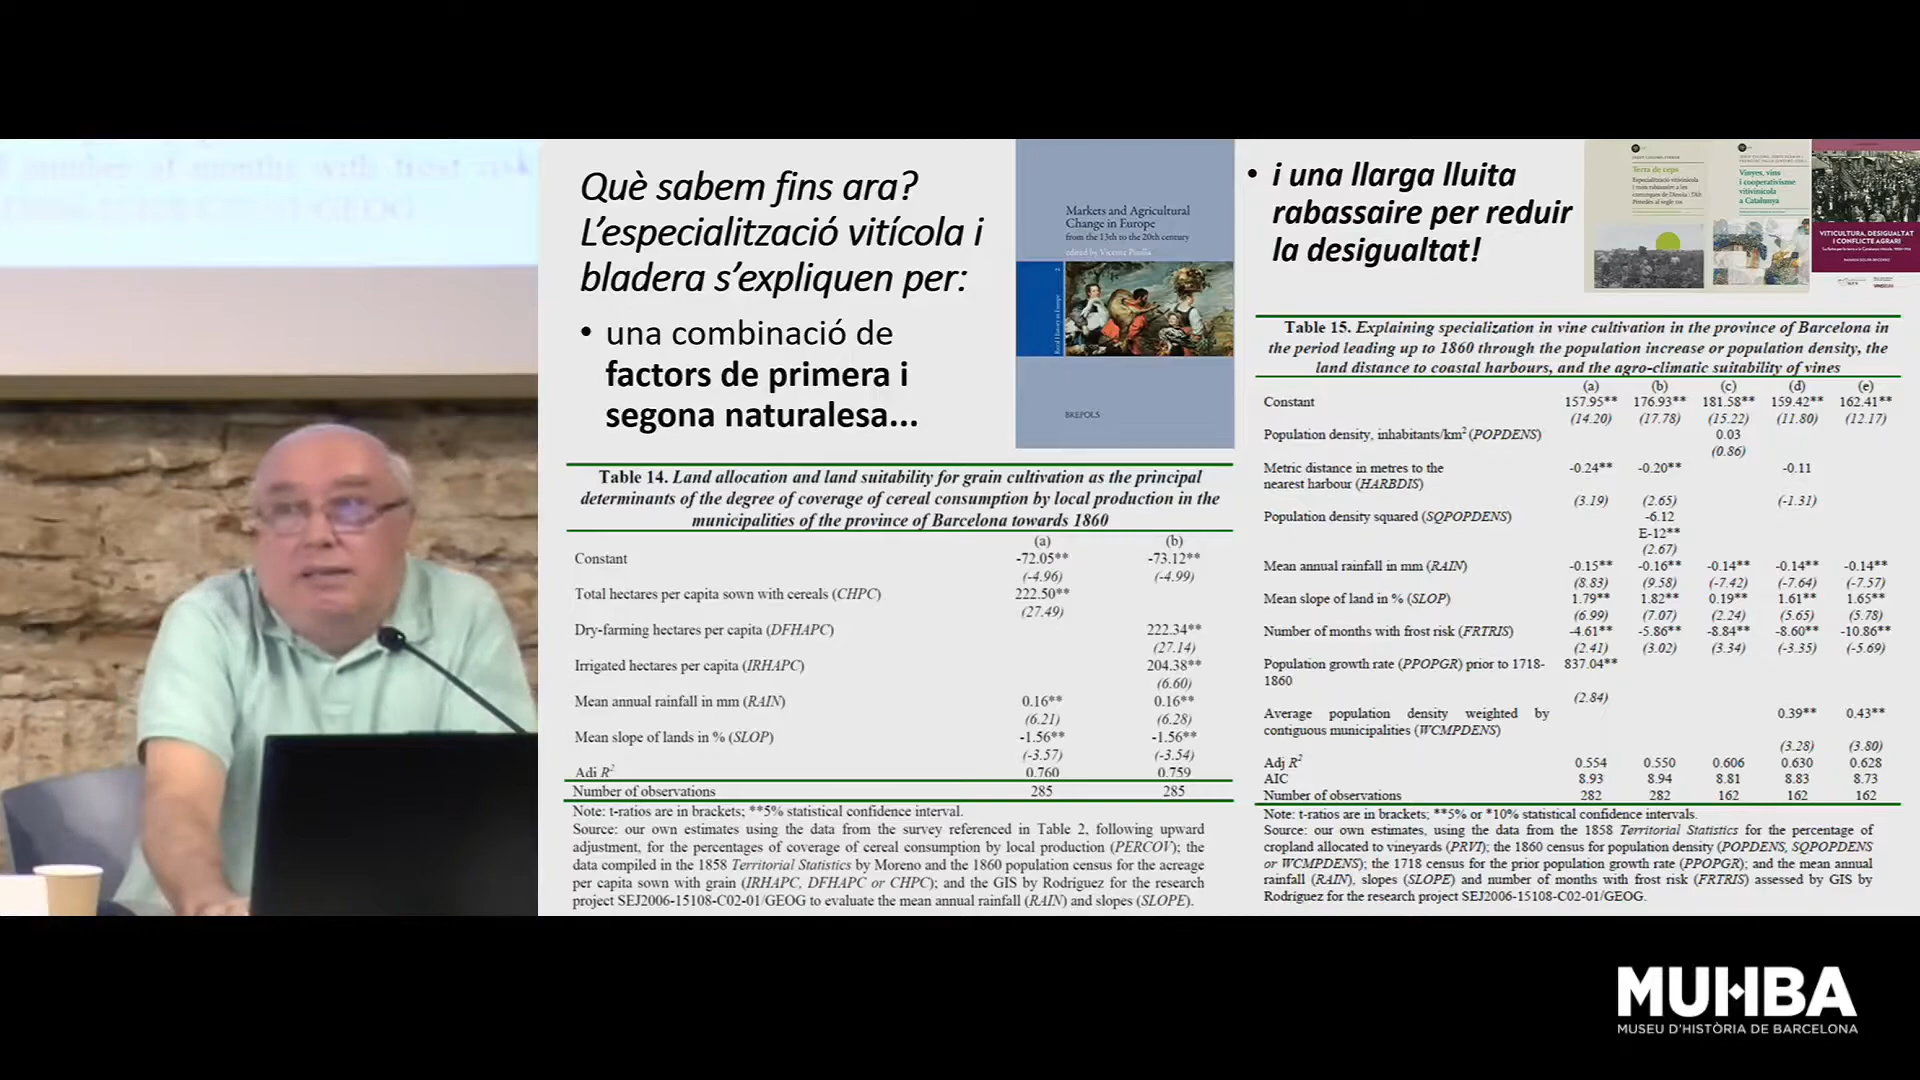 number of months with frost risk
Què sabem fins ara?
L’especialització vitícola i
bladera s’expliquen per:
• una combinació de
factors de primera i
segona naturalesa...
Markets and Agricultural
Change in Europe
from the 13th to the 20th century
edited by Vicente Pinilla
Rural History in Europe
2
BREPOLS
• i una llarga lluita
rabassaire per reduir
la desigualtat!
Terra de ceps
Vinyes, vins
i cooperativisme
vitivinícola
a Catalunya
VITICULTURA, DESIGUALTAT
I CONFLICTE AGRARI
Table 14. Land allocation and land suitability for grain cultivation as the principal
determinants of the degree of coverage of cereal consumption by local production in the
municipalities of the province of Barcelona towards 1860
(a) (b)
Constant -72.05** -73.12**
(-4.96) (-4.99)
Total hectares per capita sown with cereals (CHPC) 222.50**
(27.49)
Dry-farming hectares per capita (DFHAPC) 222.34**
(27.14)
Irrigated hectares per capita (IRHAPC) 204.38**
(6.60)
Mean annual rainfall in mm (RAIN) 0.16** 0.16**
(6.21) (6.28)
Mean slope of lands in % (SLOP) -1.56** -1.56**
(-3.57) (-3.54)
Adj R² 0.760 0.759
Number of observations 285 285
Note: t-ratios are in brackets; **5% statistical confidence interval.
Source: our own estimates using the data from the survey referenced in Table 2, following upward
adjustment, for the percentages of coverage of cereal consumption by local production (PERCOV); the
data compiled in the 1858 Territorial Statistics by Moreno and the 1860 population census for the acreage
per capita sown with grain (IRHAPC, DFHAPC or CHPC); and the GIS by Rodríguez for the research
project SEJ2006-15108-C02-01/GEOG to evaluate the mean annual rainfall (RAIN) and slopes (SLOPE).
Table 15. Explaining specialization in vine cultivation in the province of Barcelona in
the period leading up to 1860 through the population increase or population density, the
land distance to coastal harbours, and the agro-climatic suitability of vines
(a) (b) (c) (d) (e)
Constant 157.95** 176.93** 181.58** 159.42** 162.41**
(14.20) (17.78) (15.22) (11.80) (12.17)
Population density, inhabitants/km² (POPDENS) 0.03
(0.86)
Metric distance in metres to the -0.24** -0.20** -0.11
nearest harbour (HARBDIS)
(3.19) (2.65) (-1.31)
Population density squared (SQPOPDENS) -6.12
E-12**
(2.67)
Mean annual rainfall in mm (RAIN) -0.15** -0.16** -0.14** -0.14** -0.14**
(8.83) (9.58) (-7.42) (-7.64) (-7.57)
Mean slope of land in % (SLOP) 1.79** 1.82** 0.19** 1.61** 1.65**
(6.99) (7.07) (2.24) (5.65) (5.78)
Number of months with frost risk (FRTRIS) -4.61** -5.86** -8.84** -8.60** -10.86**
(2.41) (3.02) (3.34) (-3.35) (-5.69)
Population growth rate (PPOPGR) prior to 1718- 837.04**
1860
(2.84)
Average population density weighted by 0.39** 0.43**
contiguous municipalities (WCMPDENS)
(3.28) (3.80)
Adj R² 0.554 0.550 0.606 0.630 0.628
AIC 8.93 8.94 8.81 8.83 8.73
Number of observations 282 282 162 162 162
Note: t-ratios are in brackets; **5% or *10% statistical confidence intervals.
Source: our own estimates, using the data from the 1858 Territorial Statistics for the percentage of
cropland allocated to vineyards (PRVI); the 1860 census for population density (POPDENS, SQPOPDENS
or WCMPDENS); the 1718 census for the prior population growth rate (PPOPGR); and the mean annual
rainfall (RAIN), slopes (SLOPE) and number of months with frost risk (FRTRIS) assessed by GIS by
Rodríguez for the research project SEJ2006-15108-C02-01/GEOG.
MUHBA
MUSEU D'HISTÒRIA DE BARCELONA